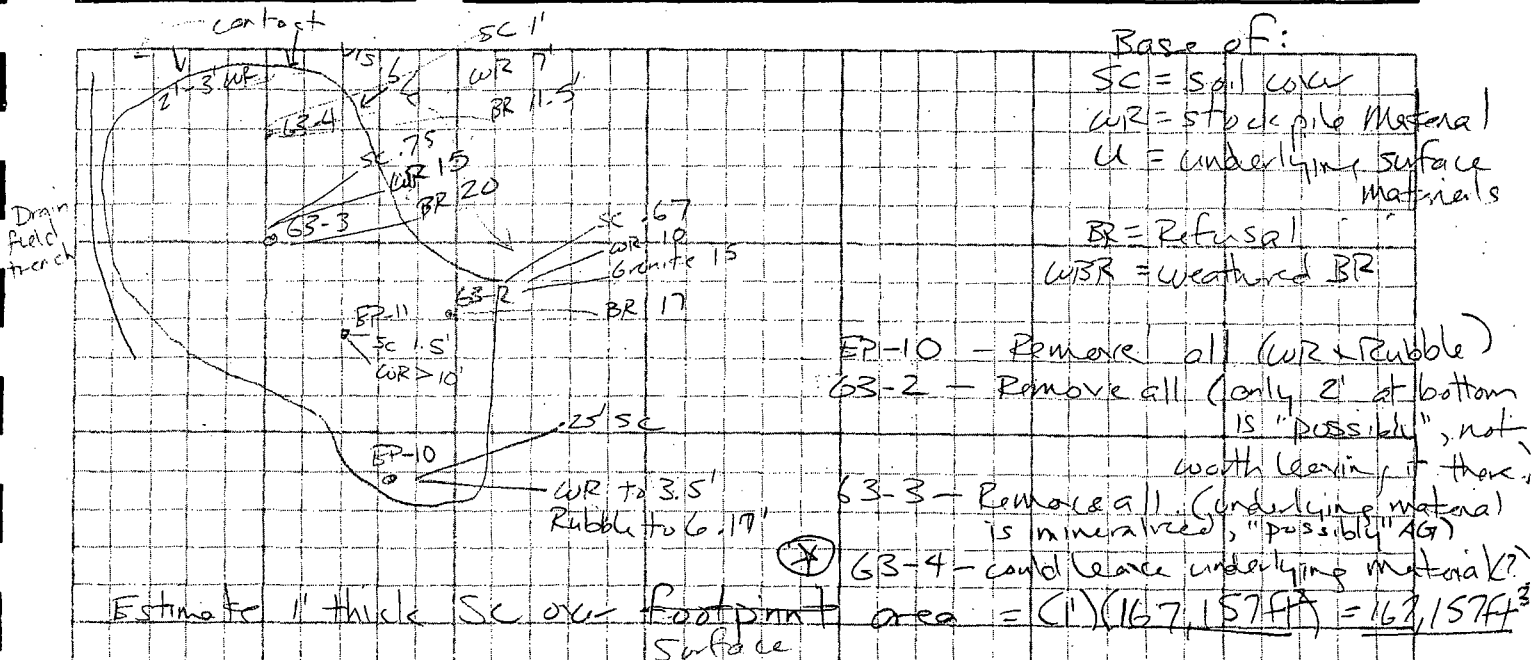 contact
2'-3' WR
63-4
SC 1'
WR 7'
BR 11.5'
SC .75
WR 15
BR 20
63-3
Drain
field
trench
SC .67
WR 10
Granite 15
BR 17
63-2
EP-11
SC 1.5'
WR > 10'
EP-10
.25' SC
WR to 3.5'
Rubble to 6.17'
Base of:
SC = soil cover
WR = stockpile Material
U = underlying surface
materials
BR = Refusal
WBR = weathered BR
EP-10 - Remove all (WR & Rubble)
63-2 - Remove all (only 2' at bottom
is "possibly", not
worth leaving it there.)
63-3 - Remove all. (underlying material
is mineralized, "possibly" AG)
63-4 - could leave underlying material(?)
Estimate 1' thick SC over footprint area = (1')(167,157ft²) = 167,157ft³
Surface